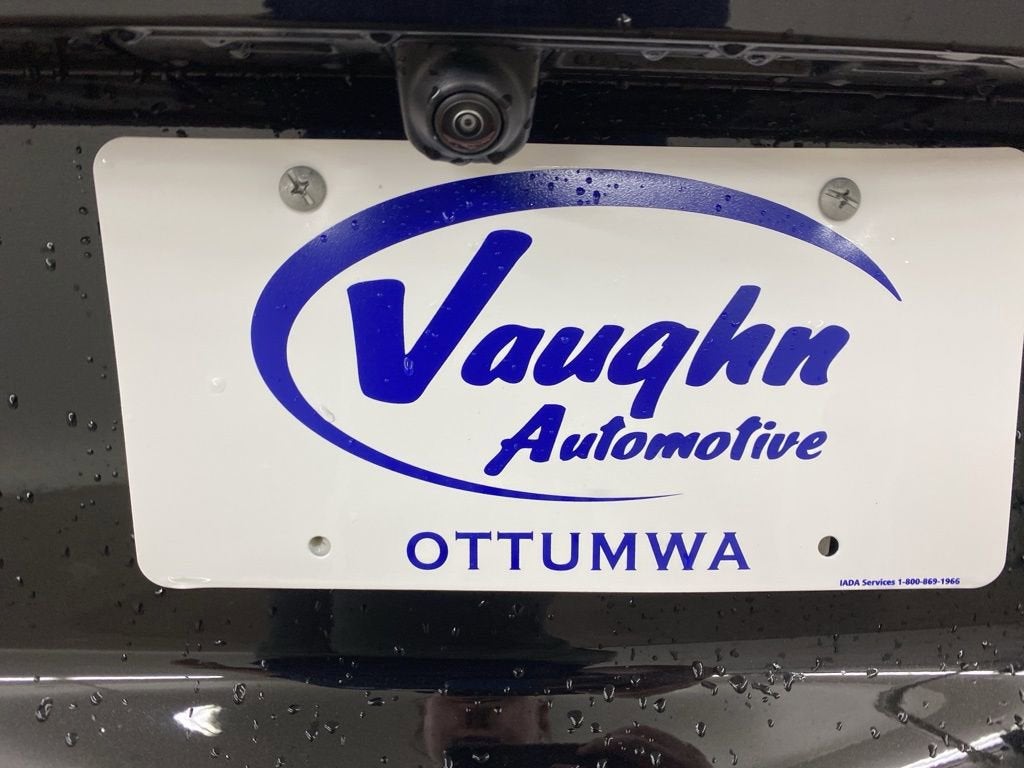 Vaughn
Automotive
OTTUMWA
IADA Services 1-800-869-1966